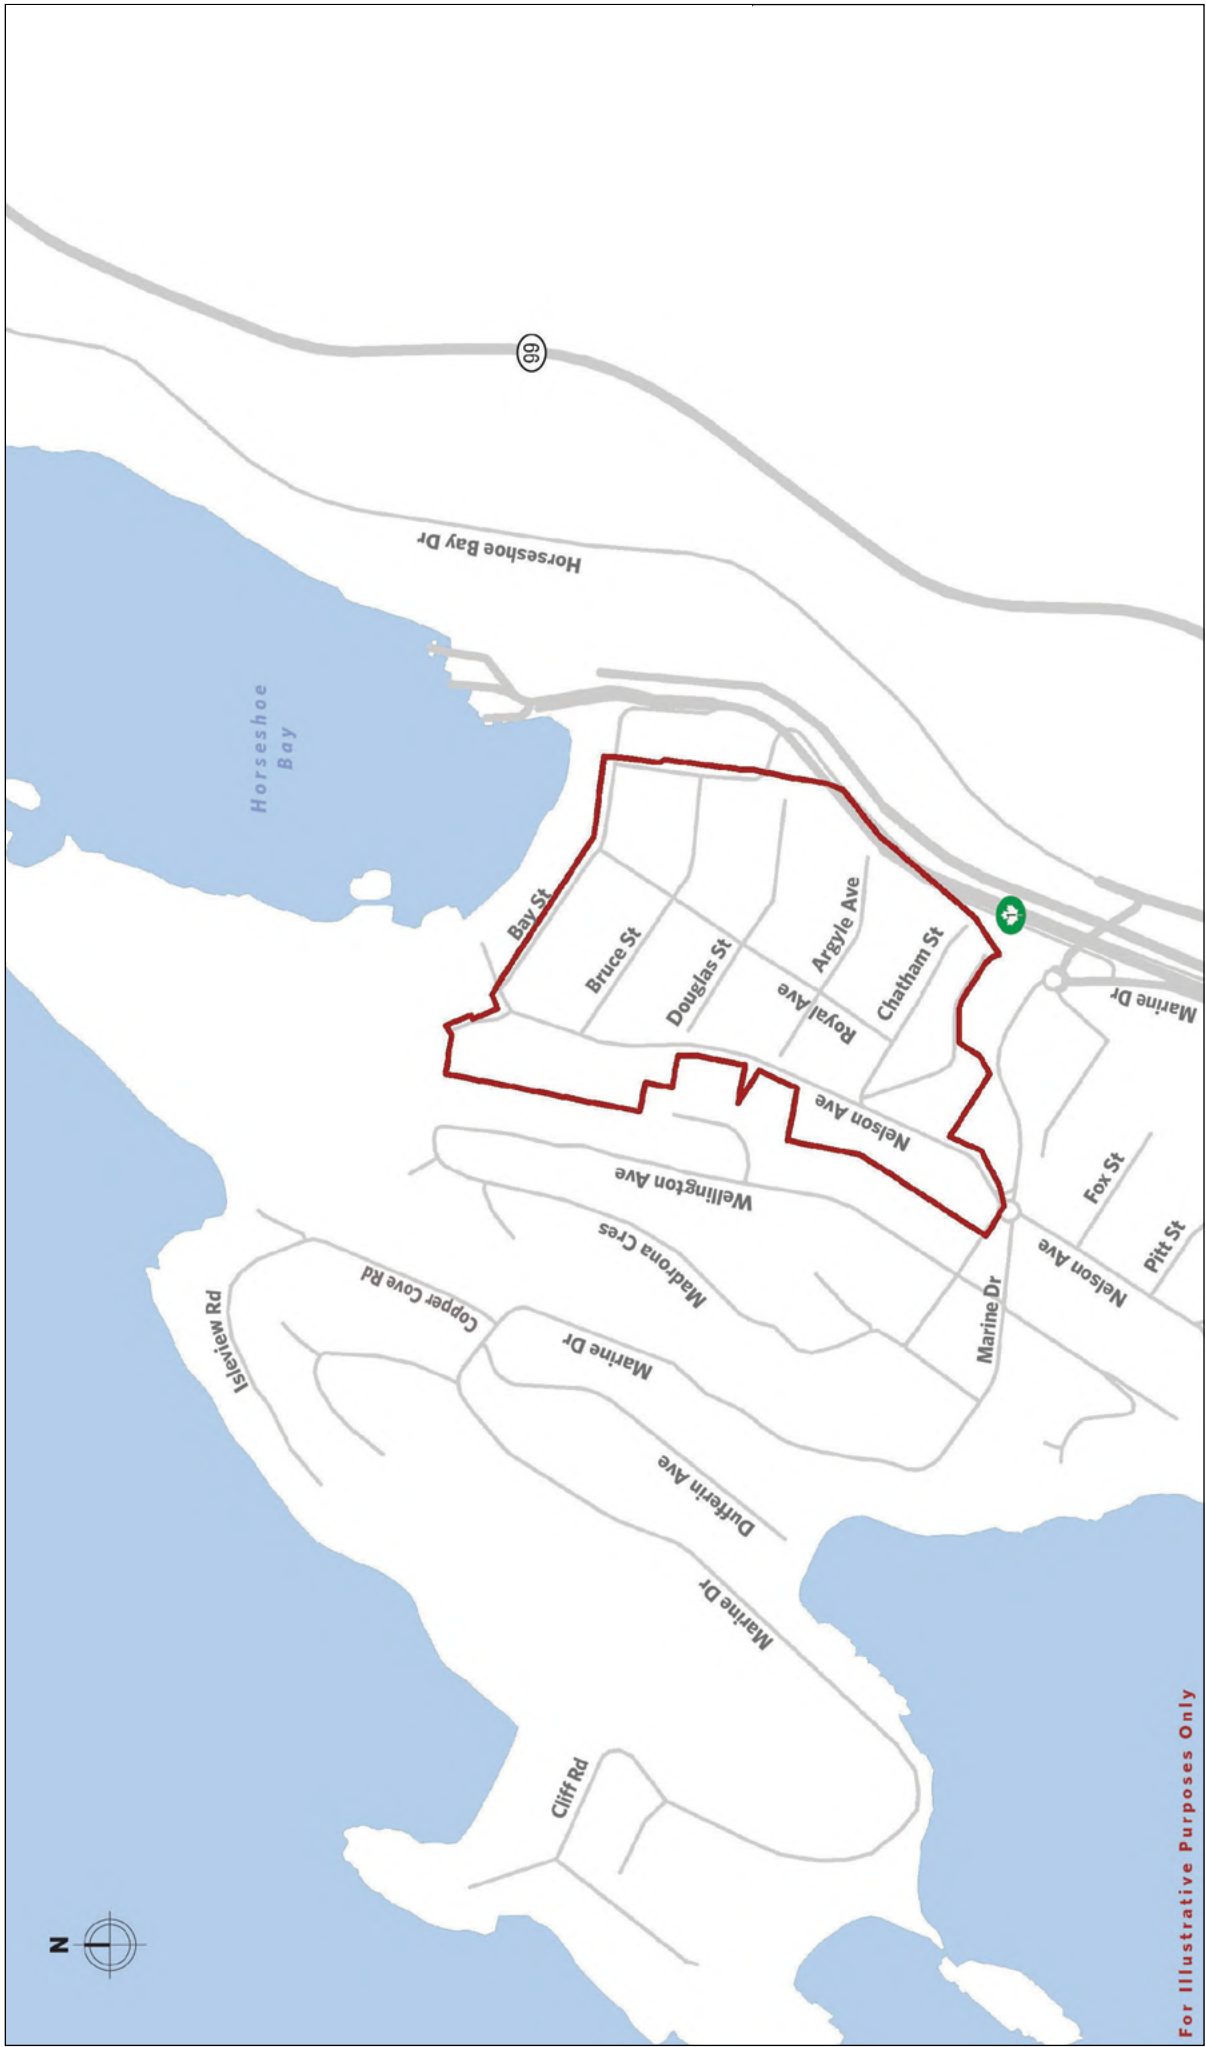 N
Horseshoe
Bay
99
Horseshoe Bay Dr
Bay St
Bruce St
Douglas St
Argyle Ave
Royal Ave
Chatham St
Nelson Ave
1
Marine Dr
Wellington Ave
Madrona Cres
Copper Cove Rd
Isleview Rd
Marine Dr
Marine Dr
Fox St
Pitt St
Nelson Ave
Dufferin Ave
Marine Dr
Cliff Rd
For Illustrative Purposes Only